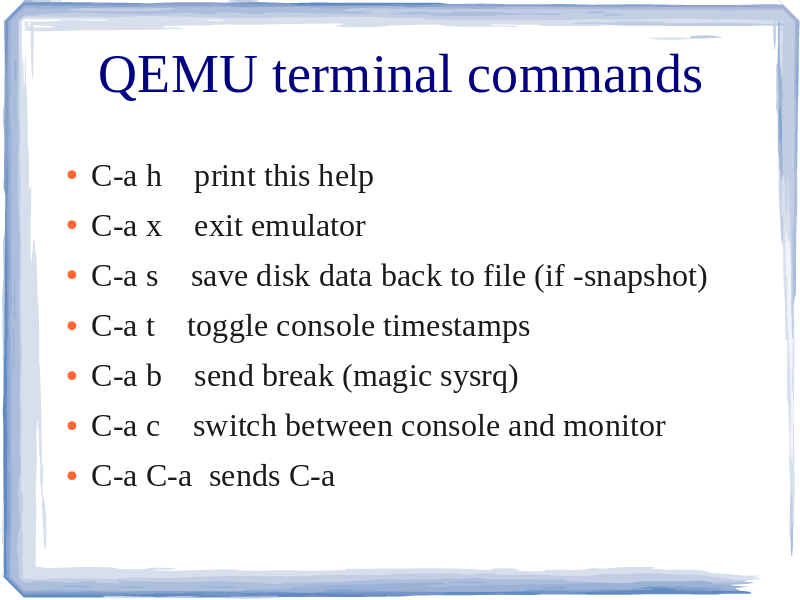 QEMU terminal commands
C-a h    print this help
C-a x    exit emulator
C-a s    save disk data back to file (if -snapshot)
C-a t    toggle console timestamps
C-a b    send break (magic sysrq)
C-a c    switch between console and monitor
C-a C-a  sends C-a